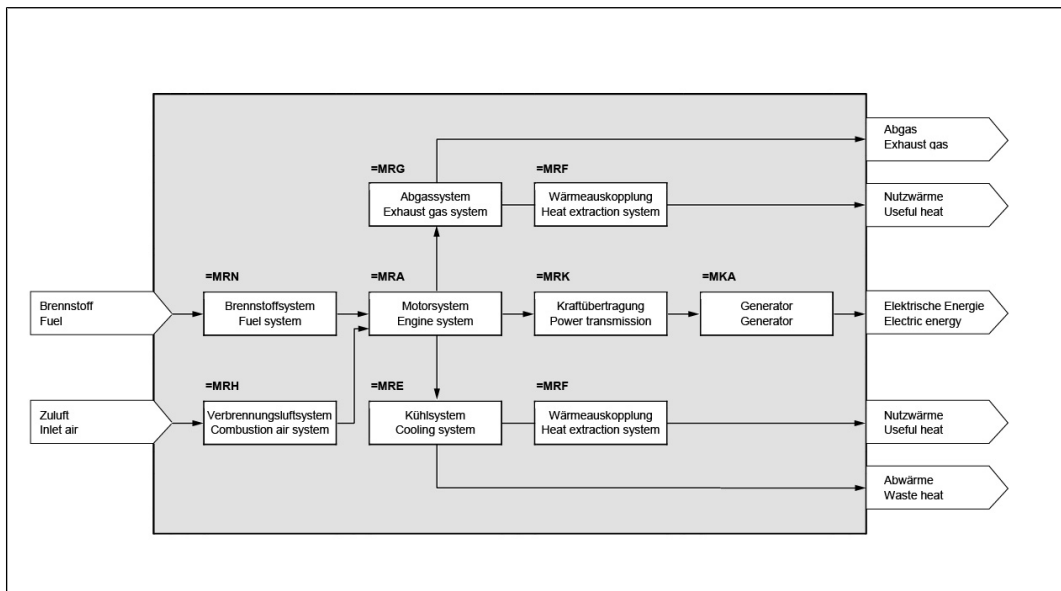 Abgas
Exhaust gas
=MRG
=MRF
Abgassystem
Exhaust gas system
Wärmeauskopplung
Heat extraction system
Nutzwärme
Useful heat
=MRN
=MRA
=MRK
=MKA
Brennstoff
Fuel
Brennstoffsystem
Fuel system
Motorsystem
Engine system
Kraftübertragung
Power transmission
Generator
Generator
Elektrische Energie
Electric energy
=MRH
=MRE
=MRF
Zuluft
Inlet air
Verbrennungsluftsystem
Combustion air system
Kühlsystem
Cooling system
Wärmeauskopplung
Heat extraction system
Nutzwärme
Useful heat
Abwärme
Waste heat